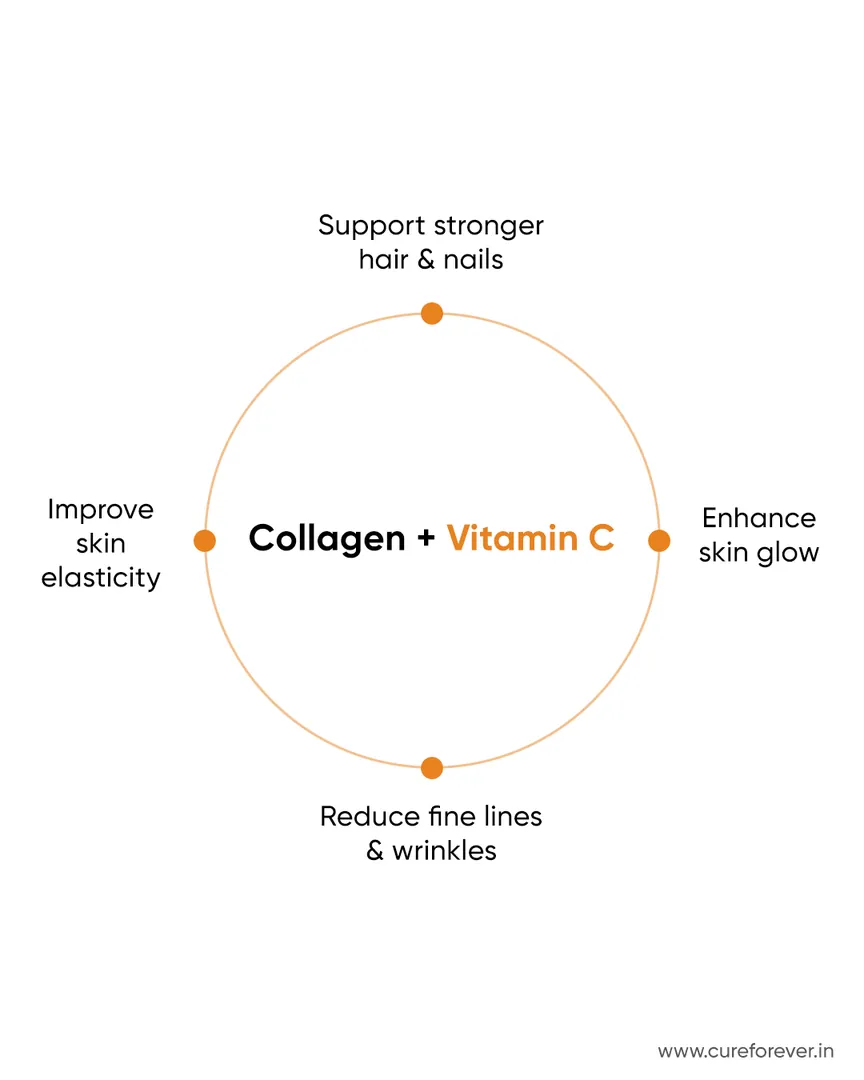 Support stronger
hair & nails
Improve
skin
elasticity
Collagen + Vitamin C
Enhance
skin glow
Reduce fine lines
& wrinkles
www.cureforever.in